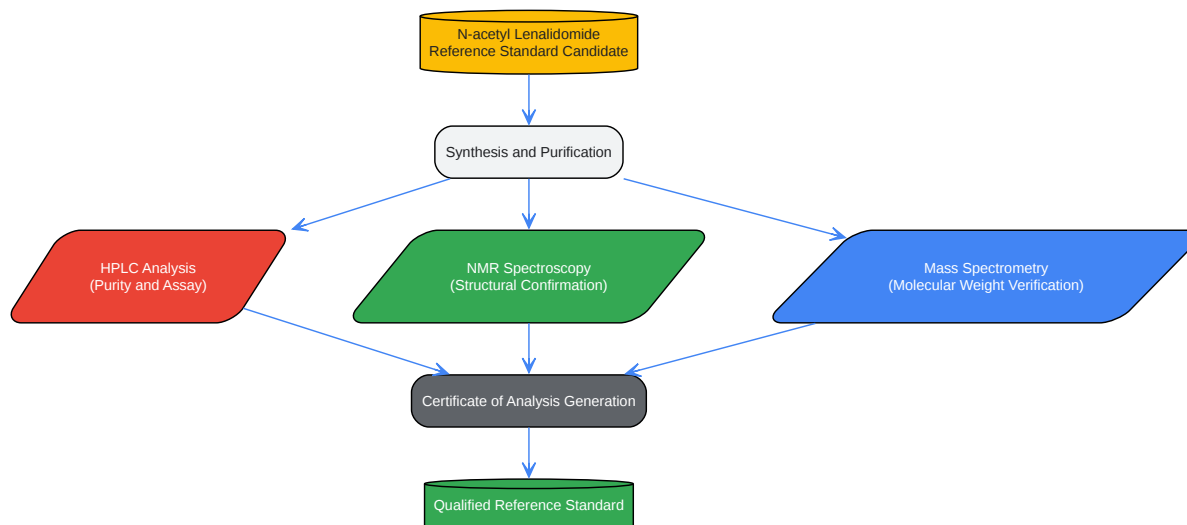 N-acetyl Lenalidomide
Reference Standard Candidate
Synthesis and Purification
HPLC Analysis
(Purity and Assay)
NMR Spectroscopy
(Structural Confirmation)
Mass Spectrometry
(Molecular Weight Verification)
Certificate of Analysis Generation
Qualified Reference Standard